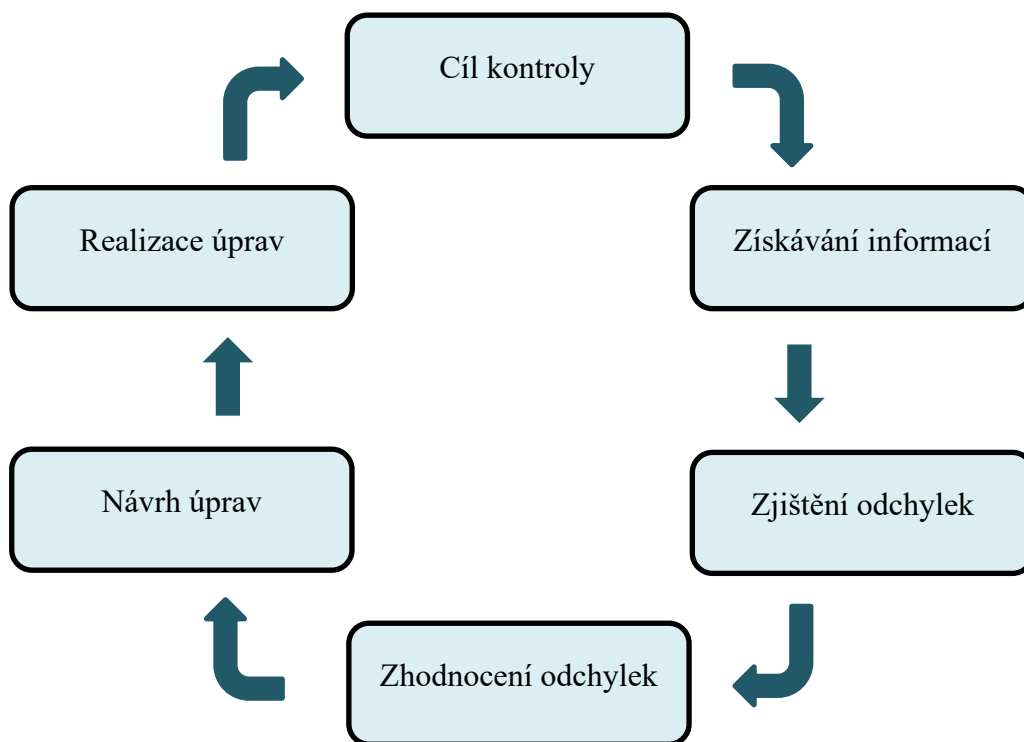 Cíl kontroly
Realizace úprav
Získávání informací
Návrh úprav
Zjištění odchylek
Zhodnocení odchylek